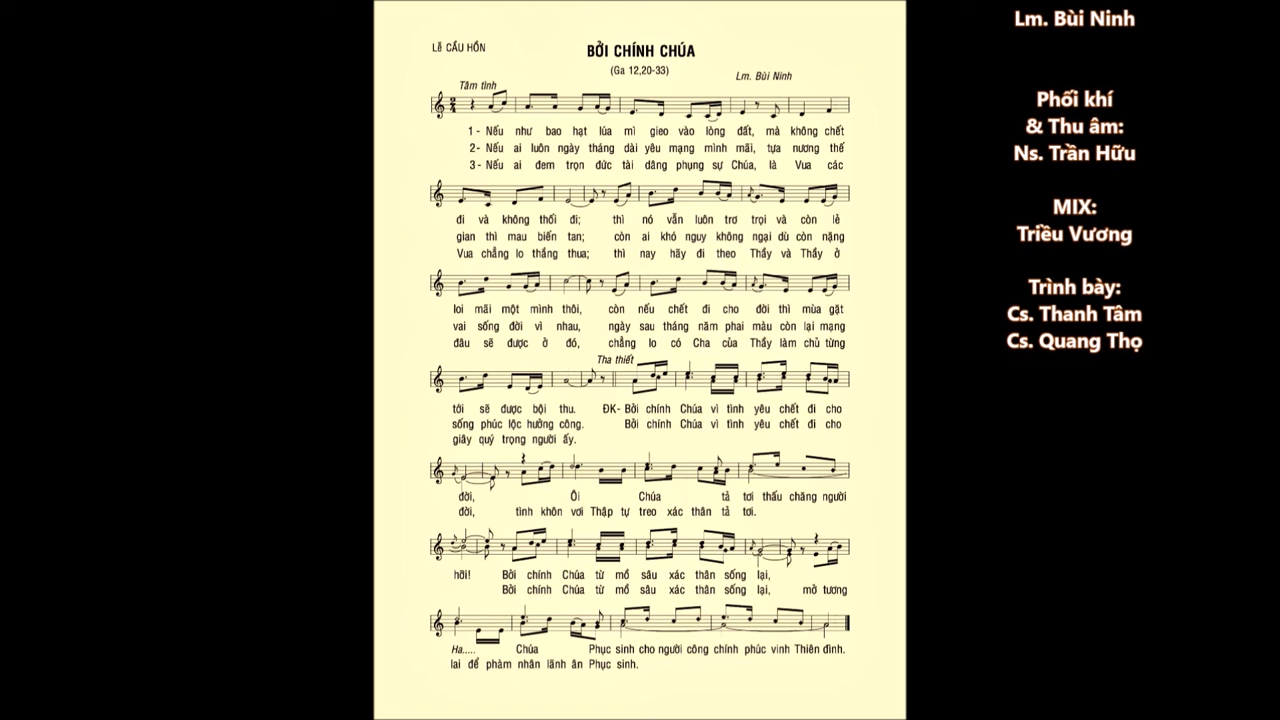 LỄ CẦU HỒN
BỞI CHÍNH CHÚA
(Ga 12,20-33)
Lm. Bùi Ninh
Tâm tình
1 - Nếu như bao hạt lúa mì gieo vào lòng đất, mà không chết
2- Nếu ai luôn ngày tháng dài yêu mạng mình mãi, tựa nương thế
3 - Nếu ai đem trọn đức tài dâng phụng sự Chúa, là Vua các
đi và không thối đi; thì nó vẫn luôn trơ trọi và còn lẻ
gian thì mau biến tan; còn ai khó nguy không ngại dù còn nặng
Vua chẳng lo thắng thua; thì nay hãy đi theo Thầy và Thầy ở
loi mãi một mình thôi, còn nếu chết đi cho đời thì mùa gặt
vai sống đời vì nhau, ngày sau tháng năm phai màu còn lại mạng
đâu sẽ được ở đó, chẳng lo có Cha của Thầy làm chủ từng
Tha thiết
tới sẽ được bội thu. ĐK- Bởi chính Chúa vì tình yêu chết đi cho
sống phúc lộc hưởng công. Bởi chính Chúa vì tình yêu chết đi cho
giây quý trọng người ấy.
đời, Ôi Chúa tả tơi thấu chăng người
đời, tình khôn vơi Thập tự treo xác thân tả tơi.
hỡi! Bởi chính Chúa từ mồ sâu xác thân sống lại,
Bởi chính Chúa từ mồ sâu xác thân sống lại, mở tương
Ha..... Chúa Phục sinh cho người công chính phúc vinh Thiên đình.
lai để phàm nhân lãnh ân Phục sinh.
Lm. Bùi Ninh
Phối khí
& Thu âm:
Ns. Trần Hữu
MIX:
Triều Vương
Trình bày:
Cs. Thanh Tâm
Cs. Quang Thọ